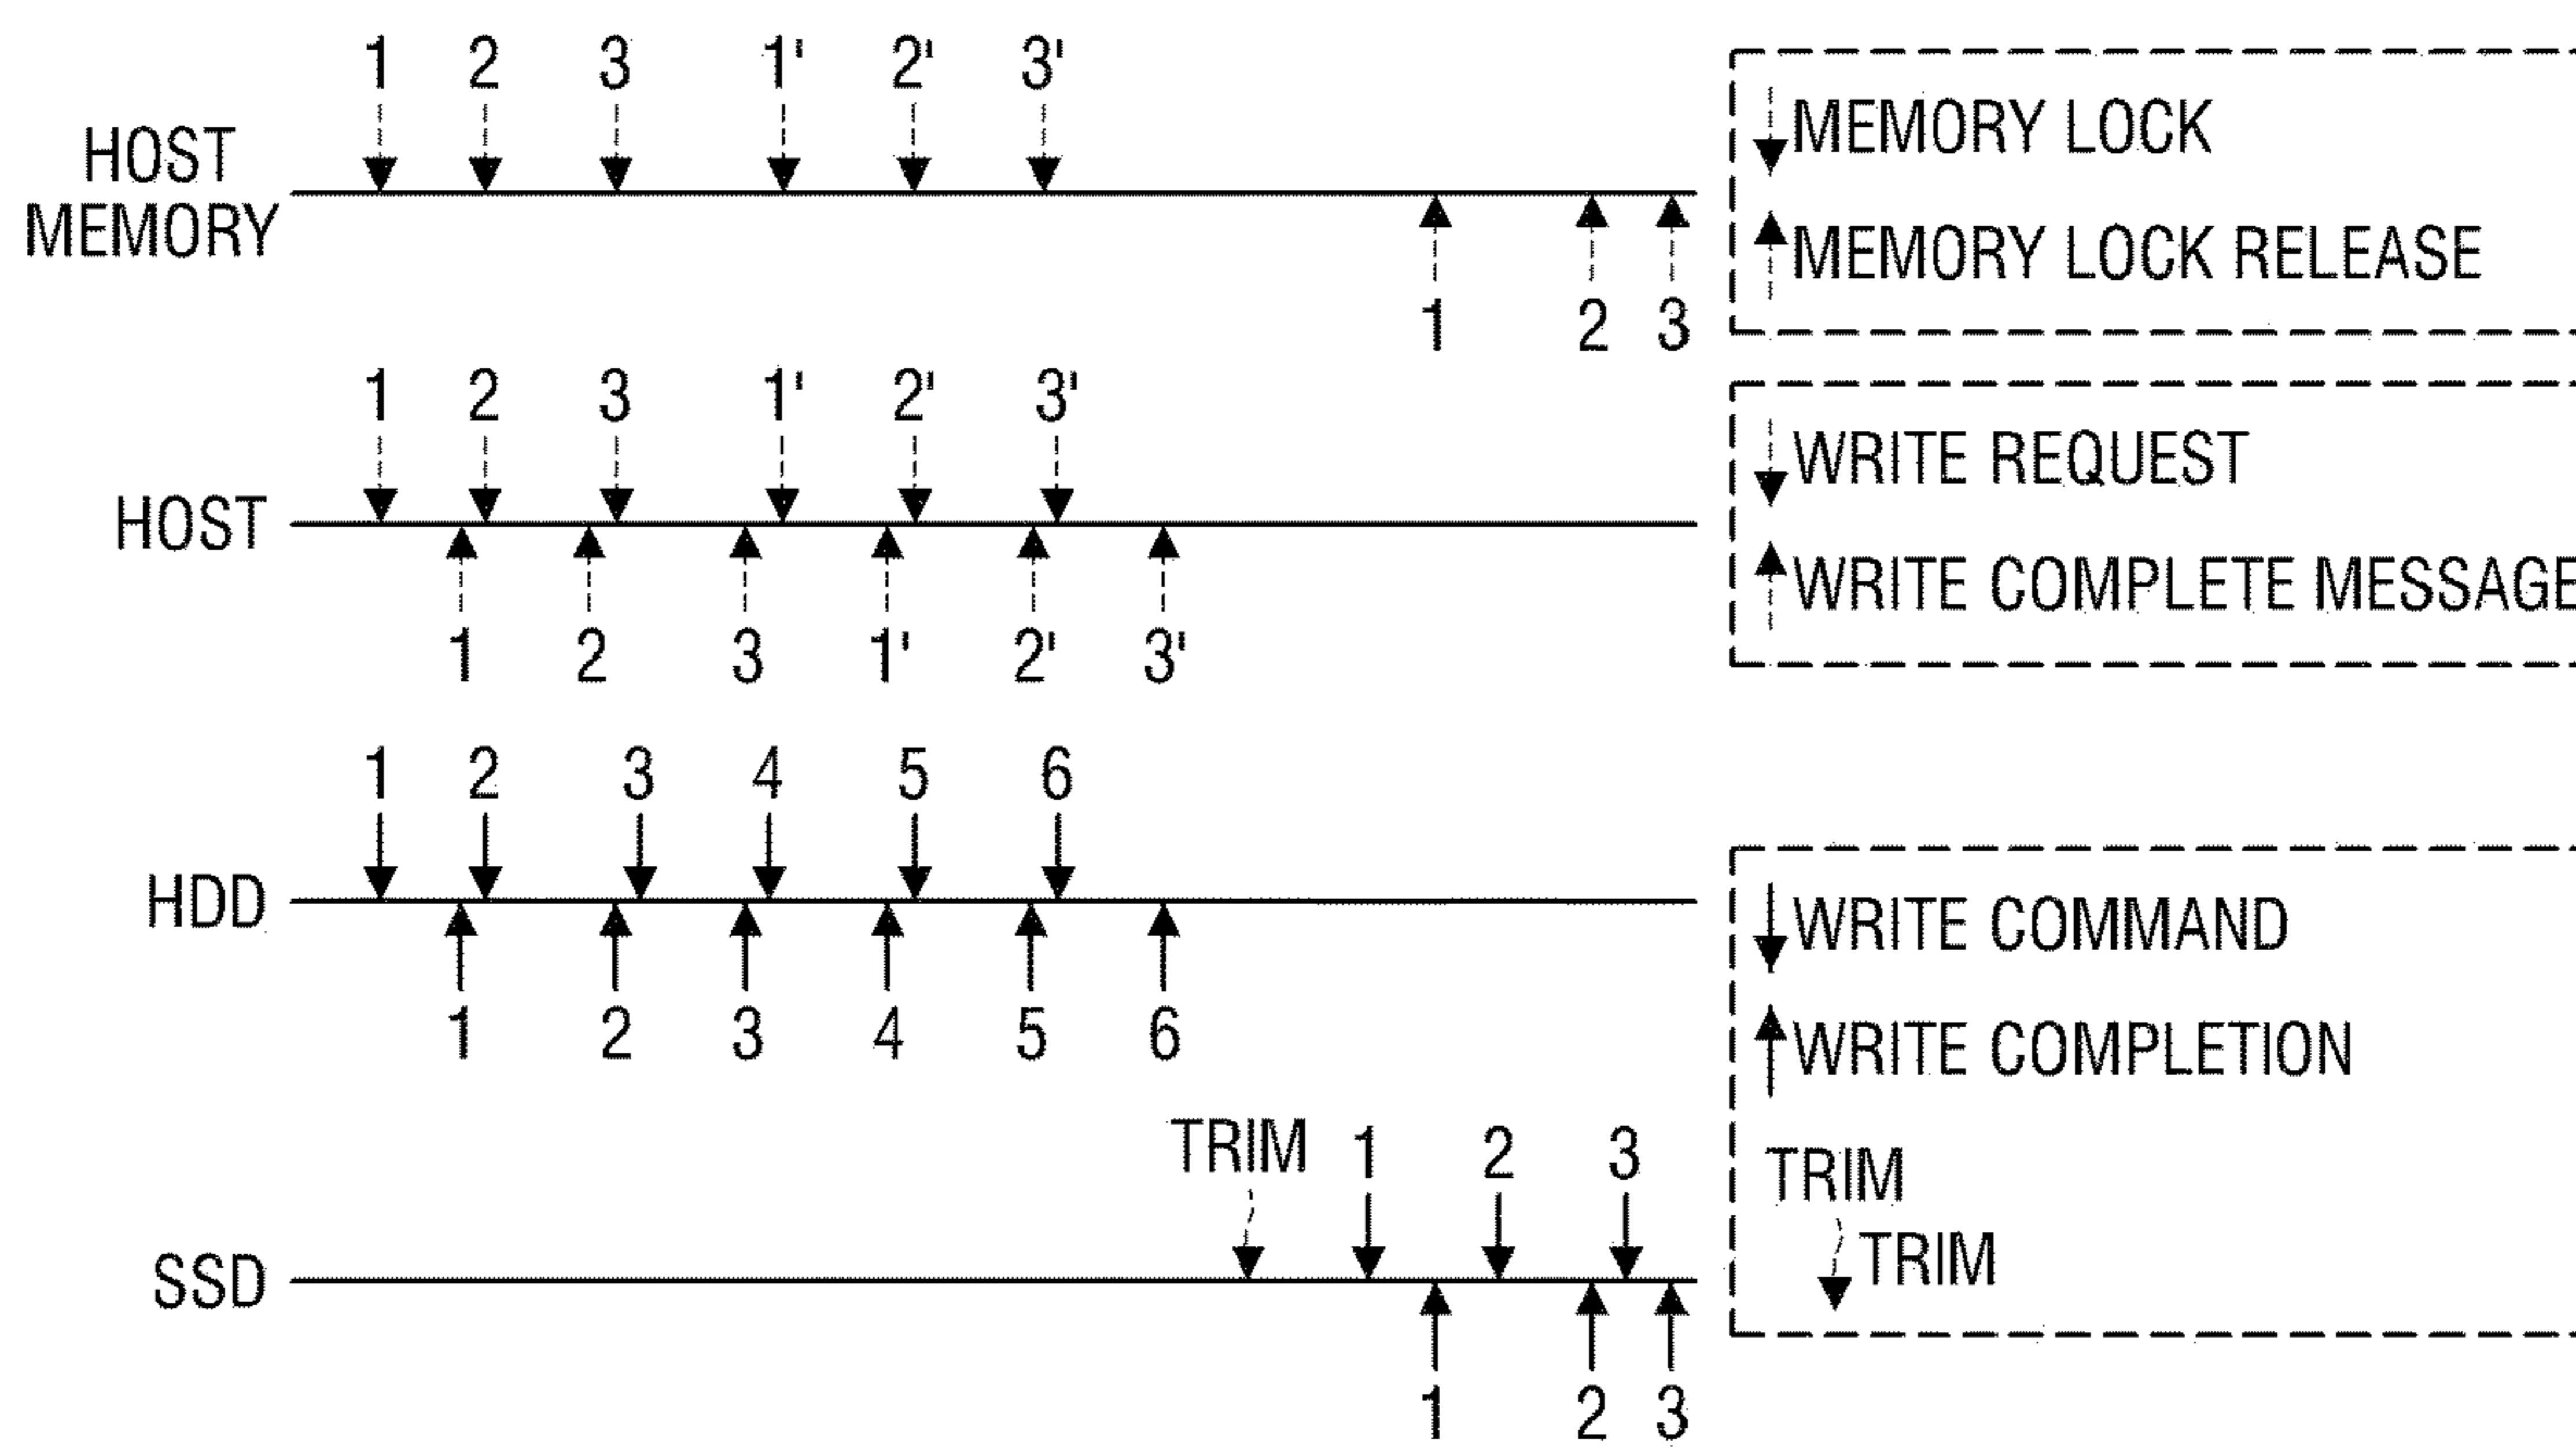 1 2 3 1' 2' 3'
HOST
MEMORY
1 2 3
MEMORY LOCK
MEMORY LOCK RELEASE
1 2 3 1' 2' 3'
HOST
1 2 3 1' 2' 3'
WRITE REQUEST
WRITE COMPLETE MESSAGE
1 2 3 4 5 6
HDD
1 2 3 4 5 6
WRITE COMMAND
WRITE COMPLETION
TRIM
TRIM
TRIM 1 2 3
SSD
1 2 3